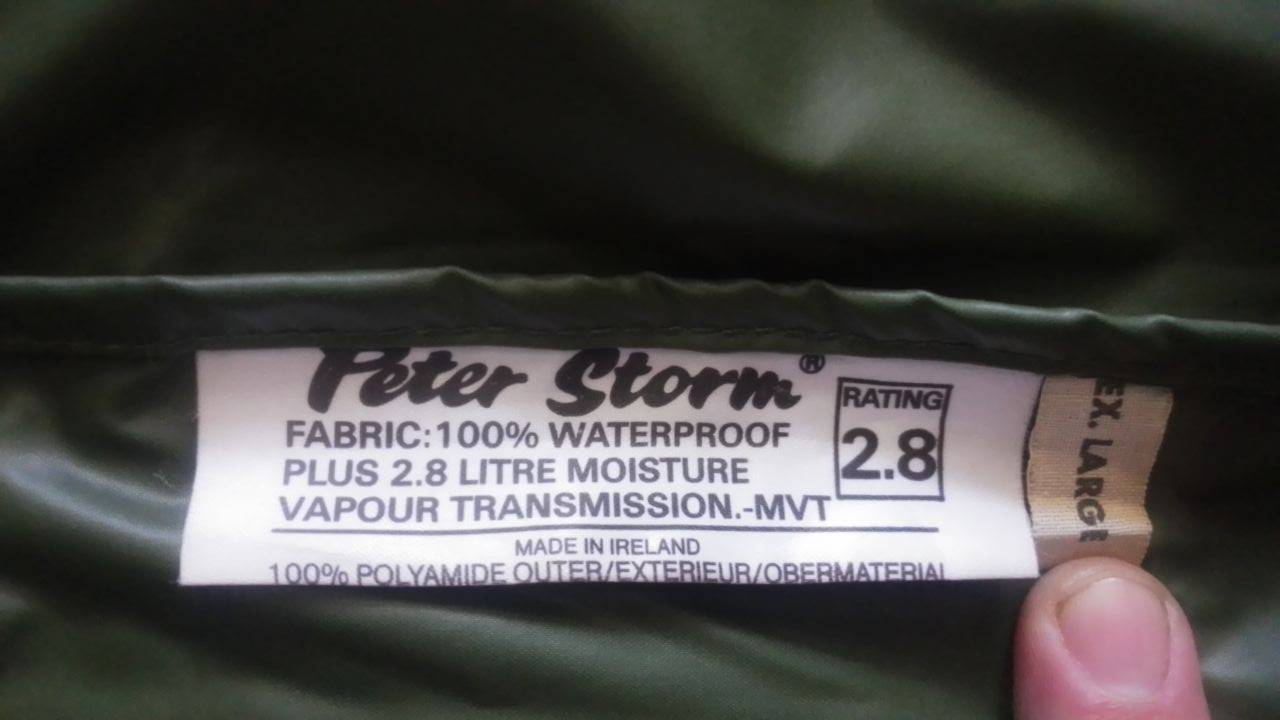 Peter Storm®
FABRIC:100% WATERPROOF
PLUS 2.8 LITRE MOISTURE
VAPOUR TRANSMISSION.-MVT
RATING
2.8
MADE IN IRELAND
100% POLYAMIDE OUTER/EXTERIEUR/OBERMATERIAL
EX. LARGE